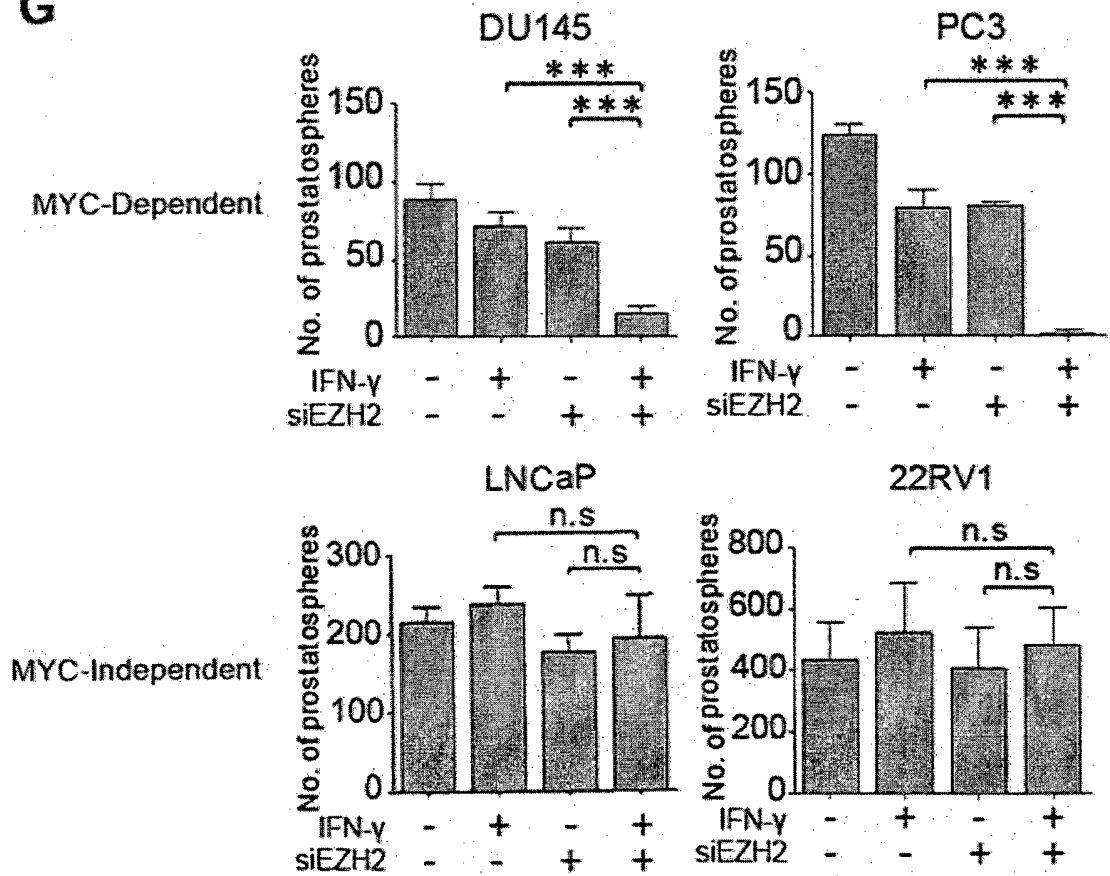 G
DU145
PC3
MYC-Dependent
No. of prostatospheres
150
100
50
0
***
***
IFN-γ - + - +
siEZH2 - - + +
No. of prostatospheres
150
100
50
0
***
***
IFN-γ - + - +
siEZH2 - - + +
LNCaP
22RV1
MYC-Independent
No. of prostatospheres
300
200
100
0
n.s
n.s
IFN-γ - + - +
siEZH2 - - + +
No. of prostatospheres
800
600
400
200
0
n.s
n.s
IFN-γ - + - +
siEZH2 - - + +